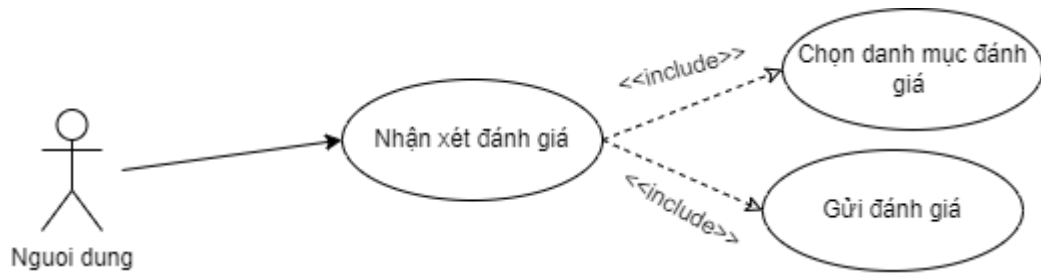 Nguoi dung
Nhận xét đánh giá
<<include>>
Chọn danh mục đánh
giá
<<include>>
Gửi đánh giá